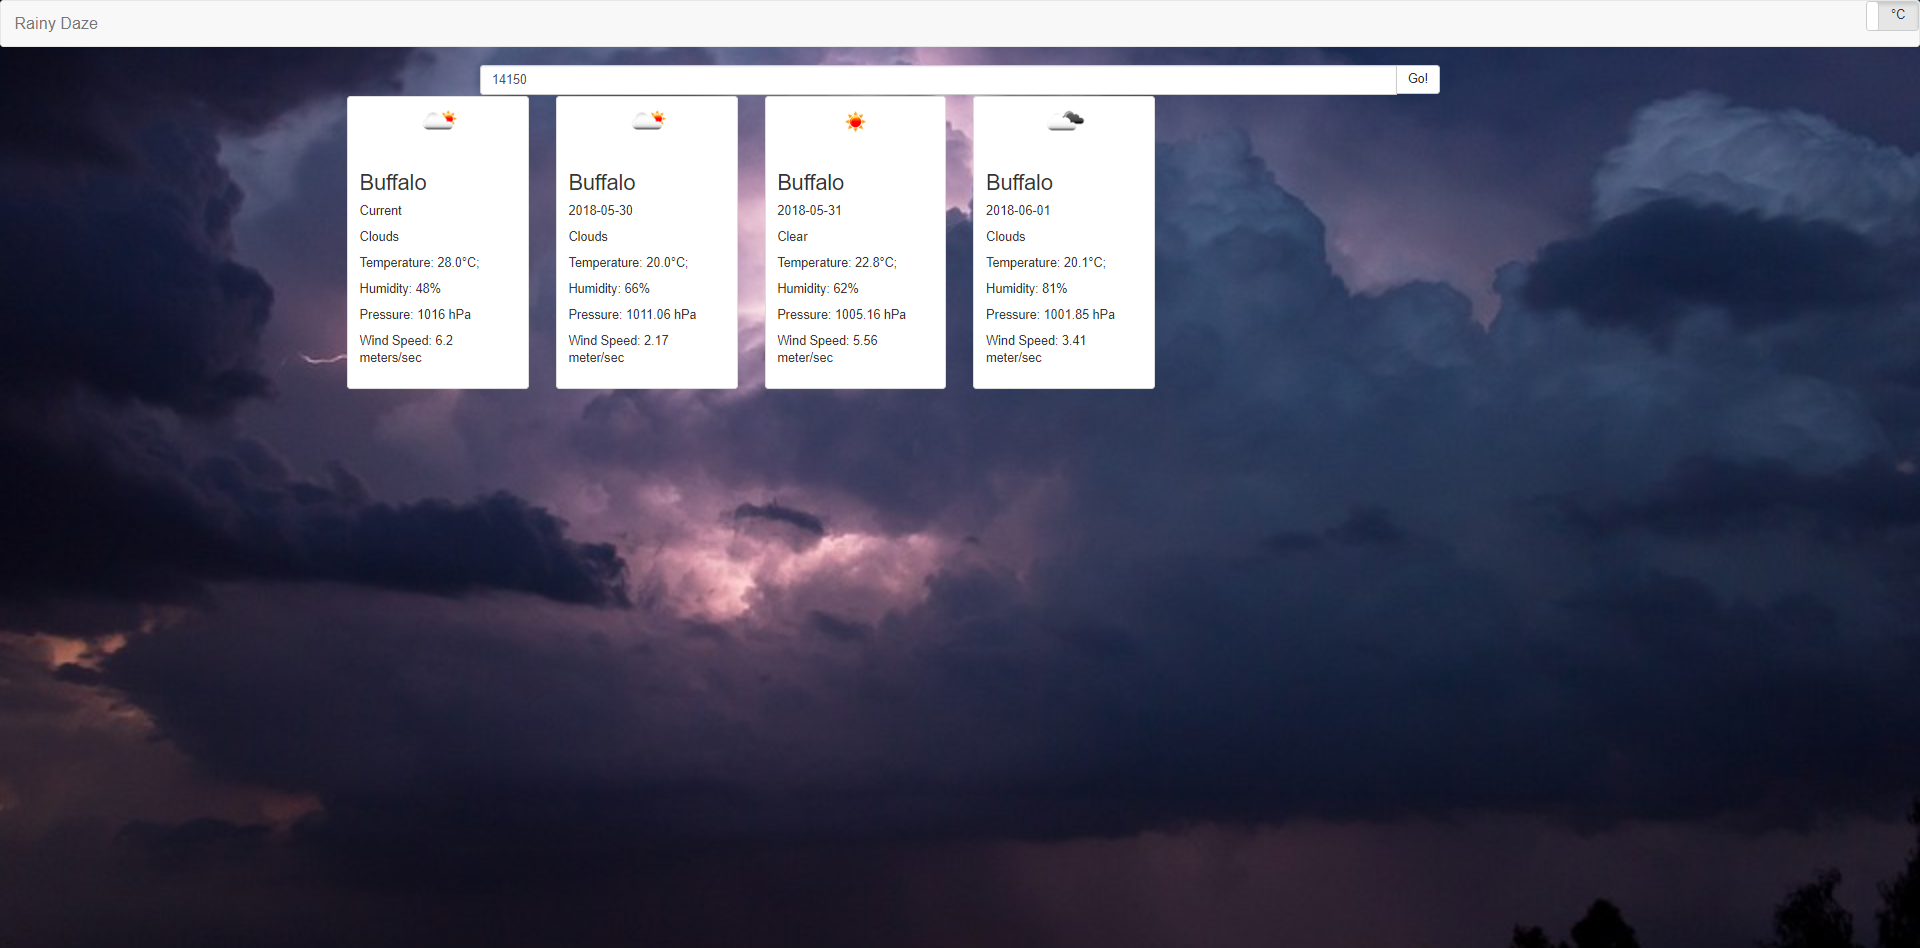 Rainy Daze
°C
14150
Go!
Buffalo
Current
Clouds
Temperature: 28.0°C;
Humidity: 48%
Pressure: 1016 hPa
Wind Speed: 6.2
meters/sec
Buffalo
2018-05-30
Clouds
Temperature: 20.0°C;
Humidity: 66%
Pressure: 1011.06 hPa
Wind Speed: 2.17
meter/sec
Buffalo
2018-05-31
Clear
Temperature: 22.8°C;
Humidity: 62%
Pressure: 1005.16 hPa
Wind Speed: 5.56
meter/sec
Buffalo
2018-06-01
Clouds
Temperature: 20.1°C;
Humidity: 81%
Pressure: 1001.85 hPa
Wind Speed: 3.41
meter/sec